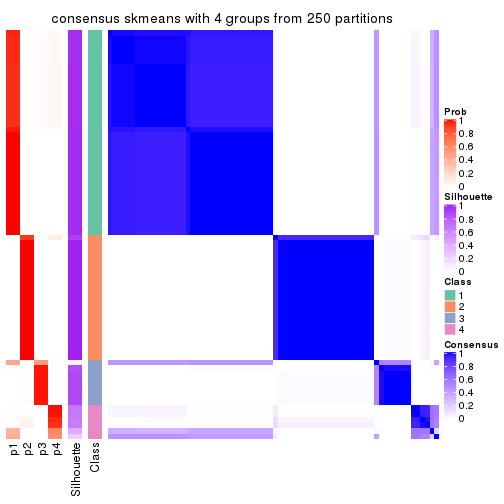 consensus skmeans with 4 groups from 250 partitions
Prob
1
0.8
0.6
0.4
0.2
0
Silhouette
1
0.8
0.6
0.4
0.2
0
Class
1
2
3
4
Consensus
1
0.8
0.6
0.4
0.2
0
p1
p2
p3
p4
Silhouette
Class